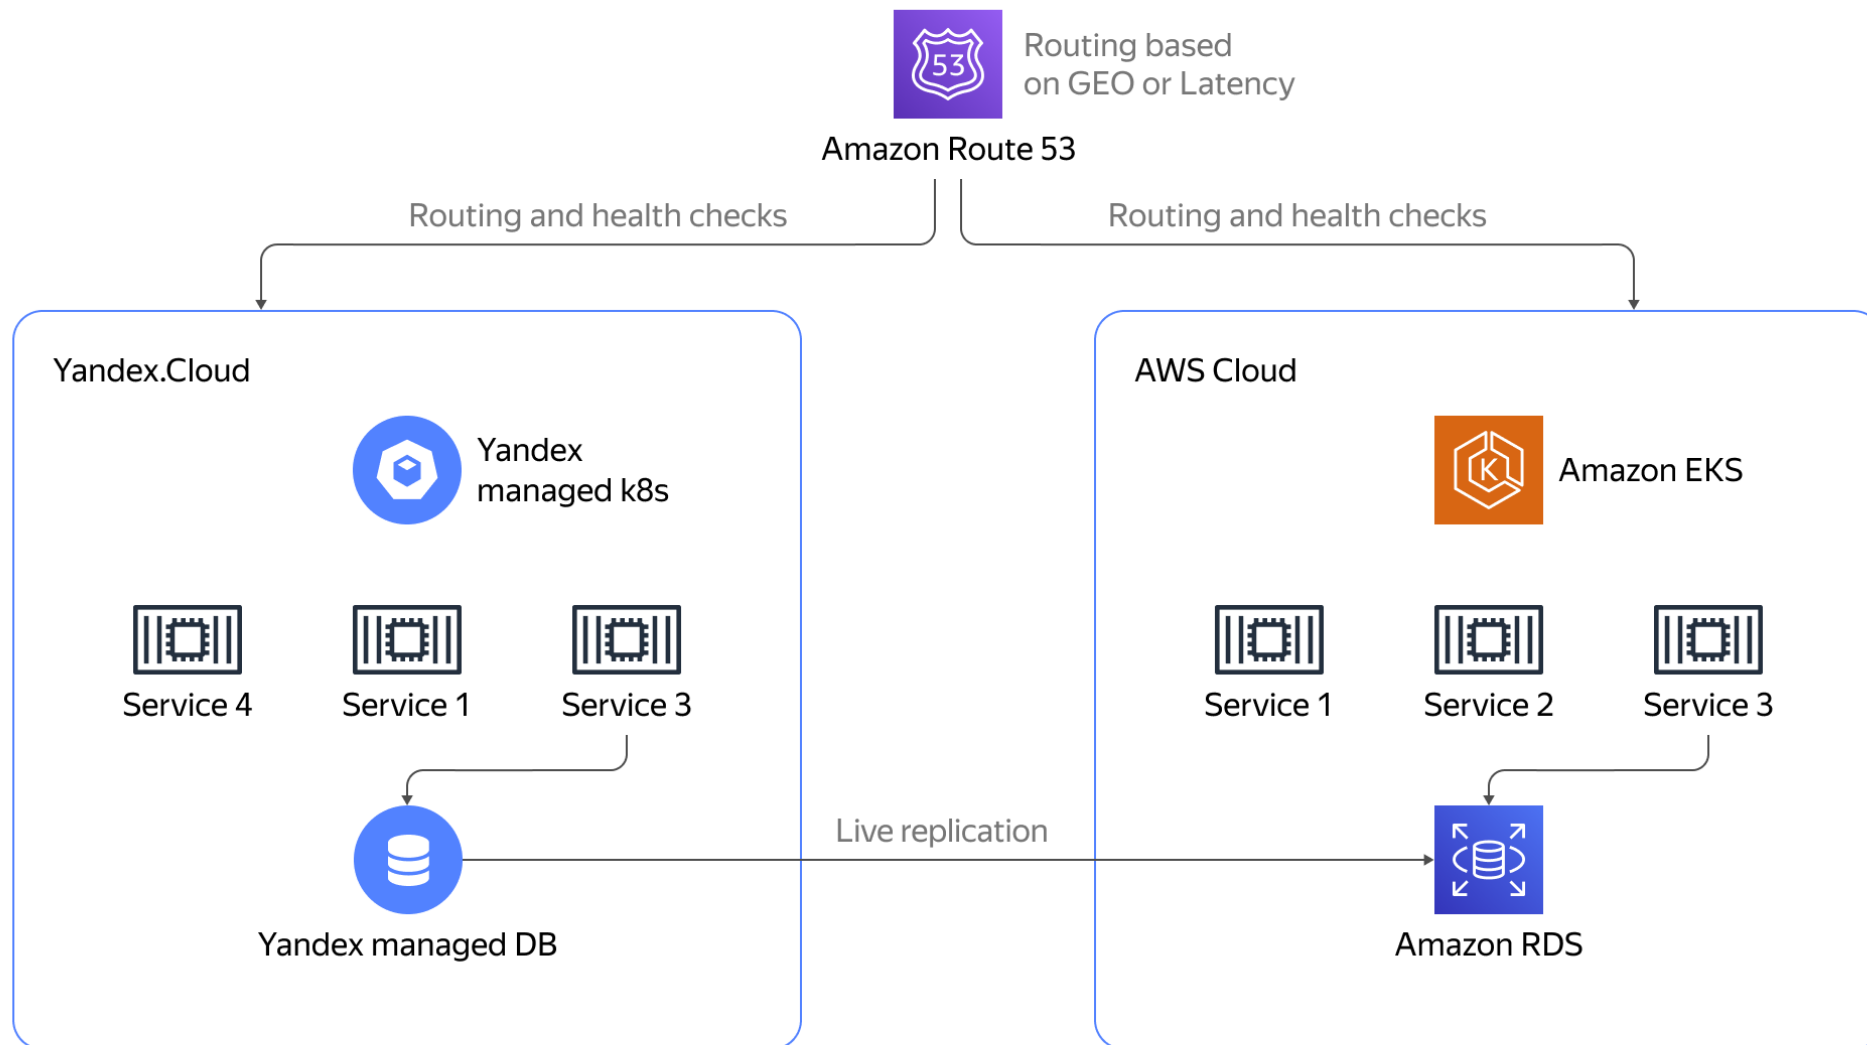 53
Routing based
on GEO or Latency
Amazon Route 53
Routing and health checks
Routing and health checks
Yandex.Cloud
AWS Cloud
Yandex
managed k8s
K
Amazon EKS
Service 4
Service 1
Service 3
Service 1
Service 2
Service 3
Live replication
Yandex managed DB
Amazon RDS